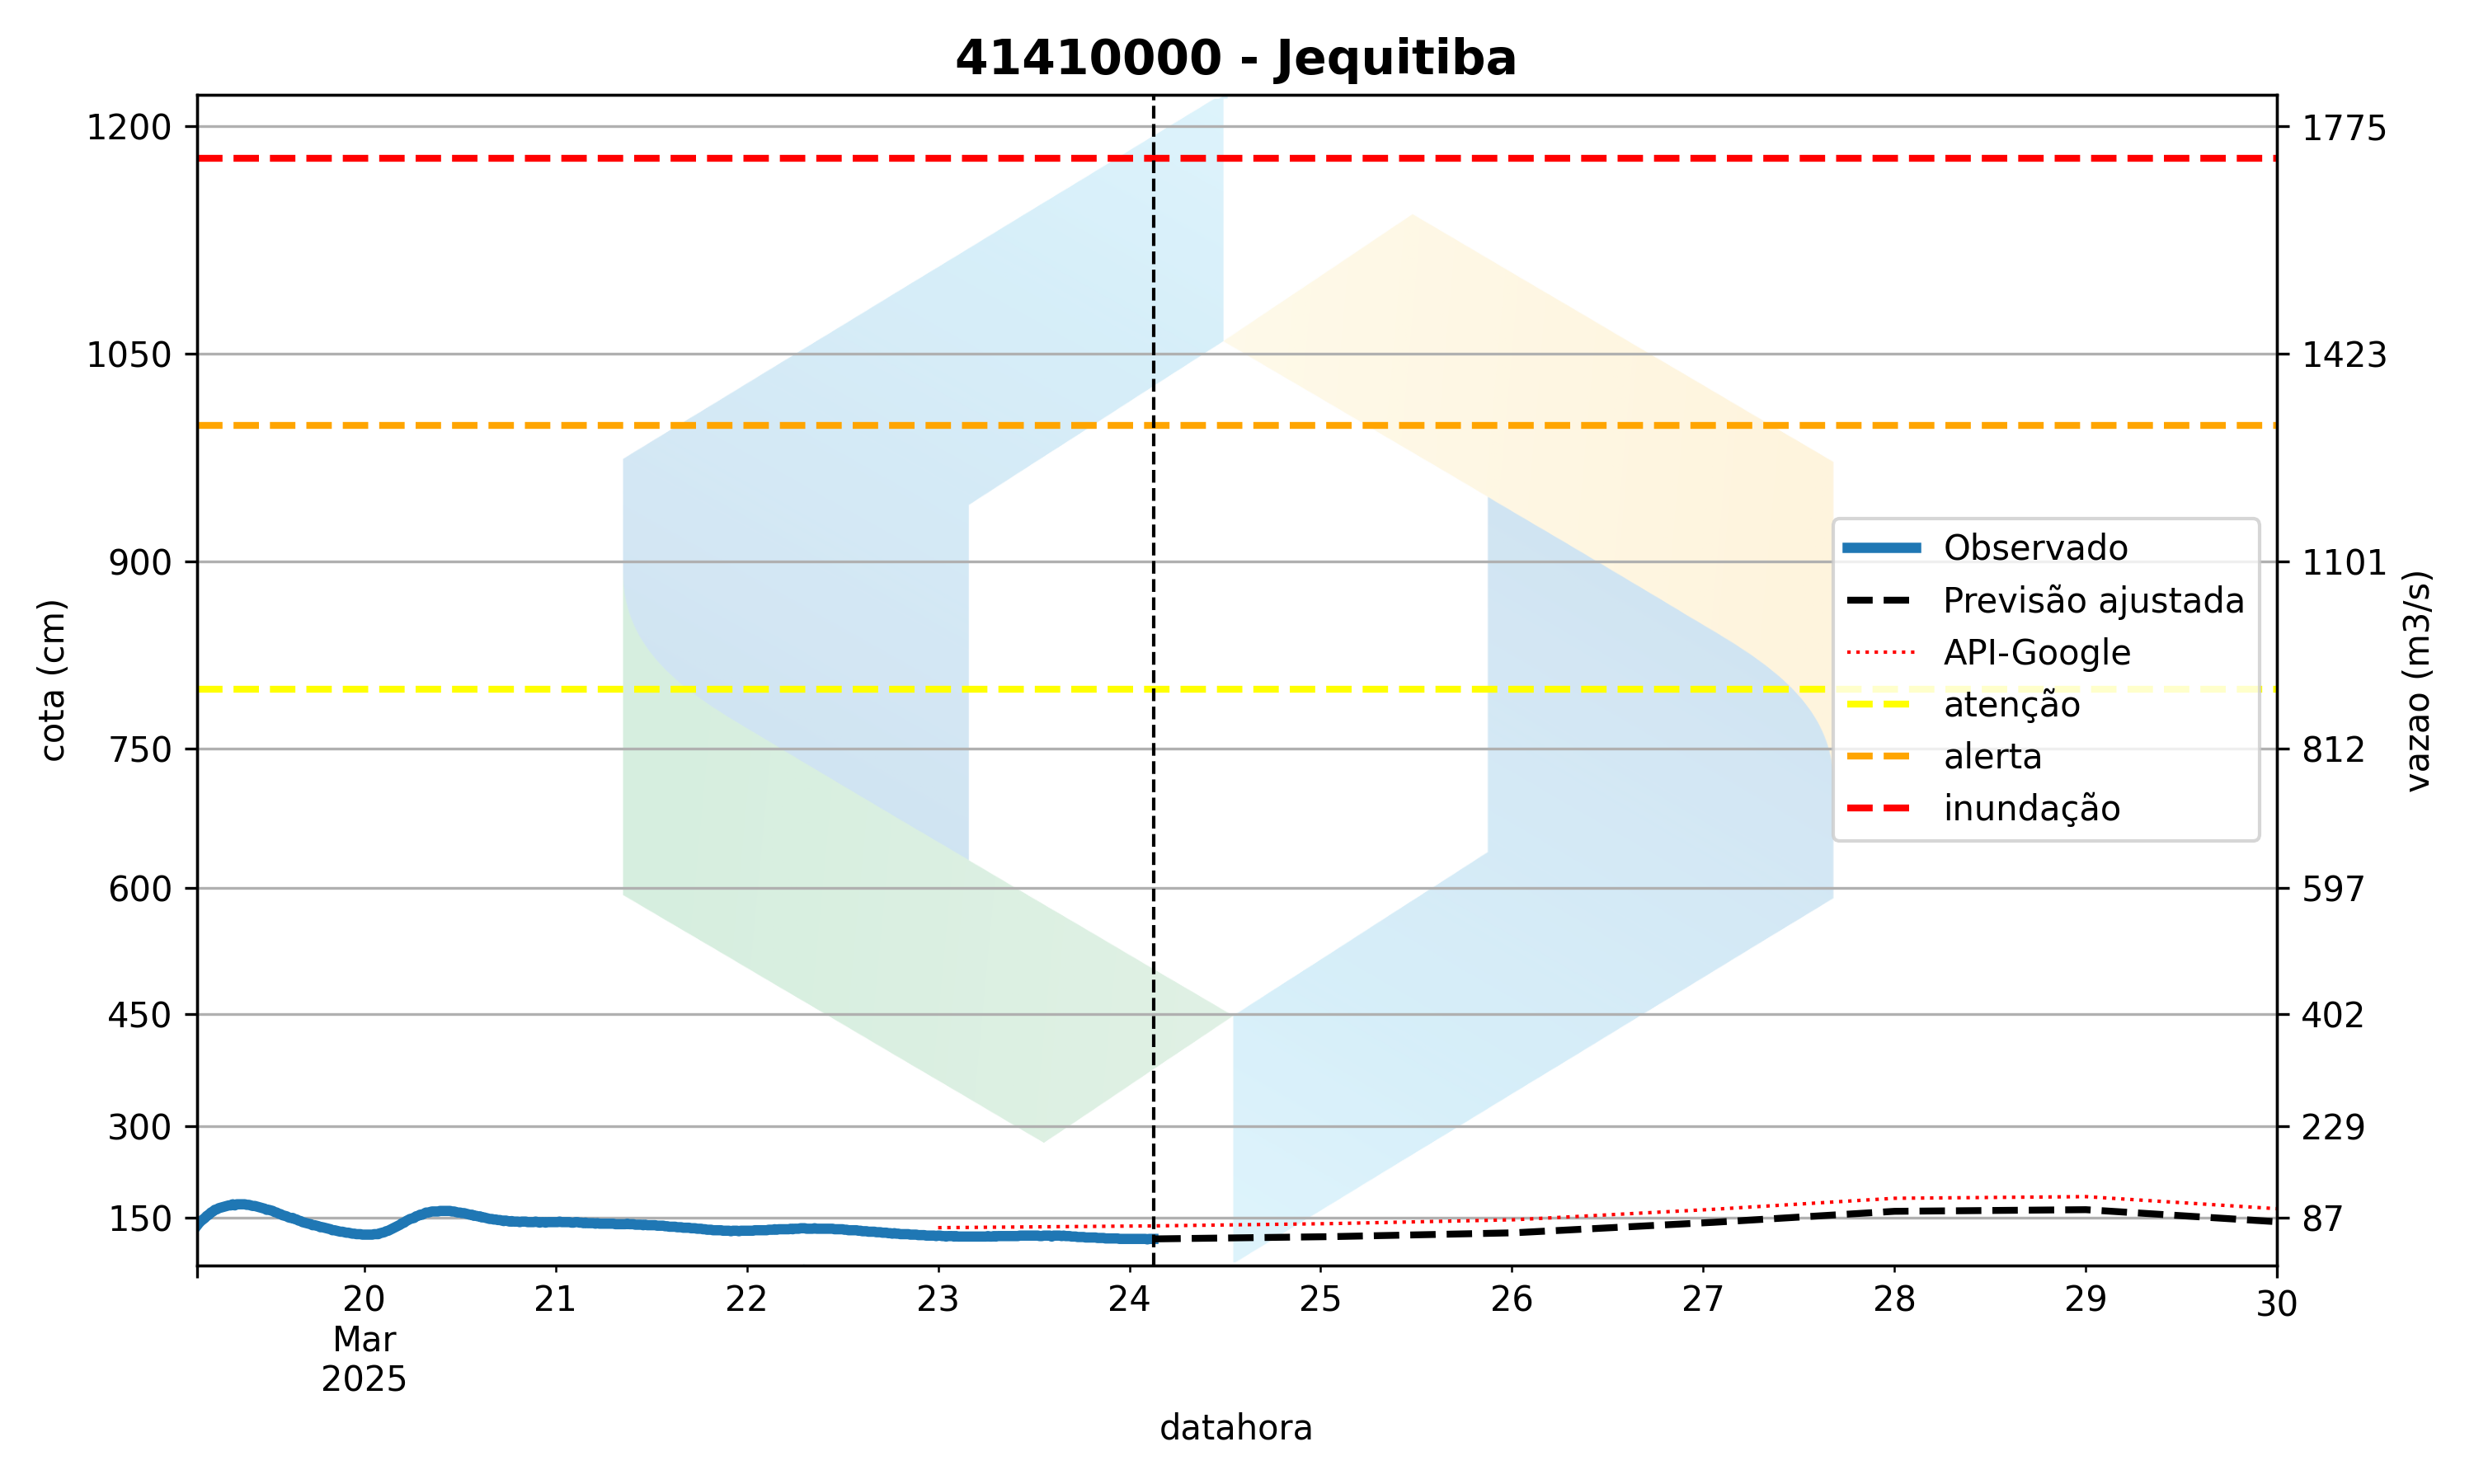 41410000 - Jequitiba
cota (cm)
1200
1050
900
750
600
450
300
150
1775
1423
1101
812
597
402
229
87
vazao (m3/s)
Observado
Previsão ajustada
API-Google
atenção
alerta
inundação
20 21 22 23 24 25 26 27 28 29 30
Mar
2025
datahora